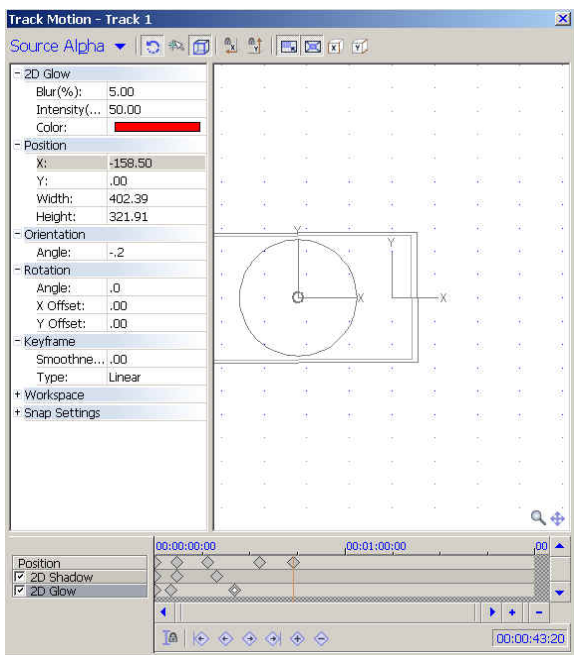 Track Motion - Track 1
Source Alpha
- 2D Glow
Blur(%): 5.00
Intensity(... 50.00
Color:
- Position
X: -158.50
Y: .00
Width: 402.39
Height: 321.91
- Orientation
Angle: -.2
- Rotation
Angle: .0
X Offset: .00
Y Offset: .00
- Keyframe
Smoothne... .00
Type: Linear
+ Workspace
+ Snap Settings
Y
Y
X
X
00:00:00:00 00:01:00:00 ,00
Position
2D Shadow
2D Glow
00:00:43:20